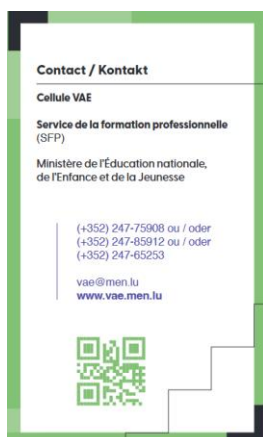 Contact / Kontakt
Cellule VAE
Service de la formation professionnelle
(SFP)
Ministère de l'Éducation nationale,
de l'Enfance et de la Jeunesse
(+352) 247-75908 ou / oder
(+352) 247-85912 ou / oder
(+352) 247-65253
vae@men.lu
www.vae.men.lu